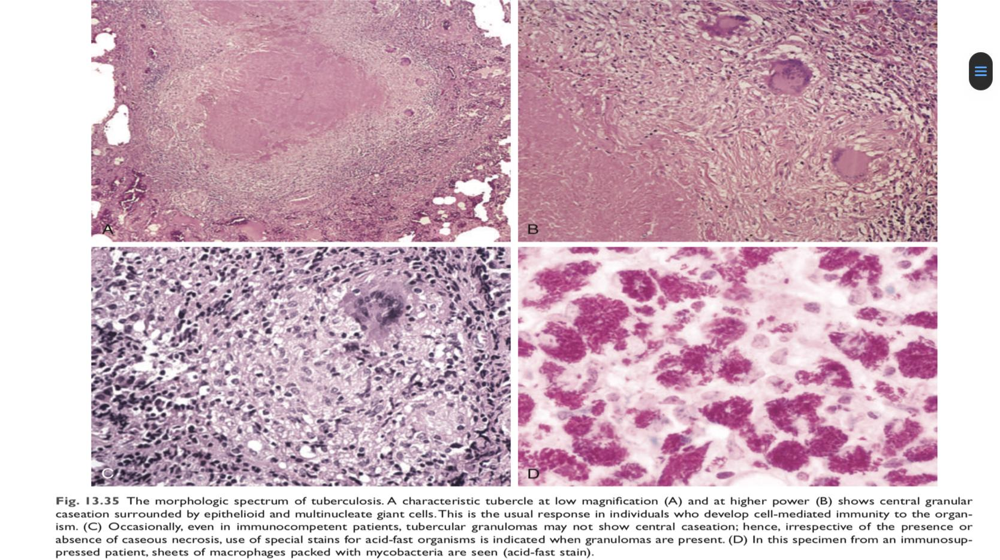 A
B
C
D
Fig. 13.35 The morphologic spectrum of tuberculosis. A characteristic tubercle at low magnification (A) and at higher power (B) shows central granular
caseation surrounded by epithelioid and multinucleate giant cells. This is the usual response in individuals who develop cell-mediated immunity to the organ-
ism. (C) Occasionally, even in immunocompetent patients, tubercular granulomas may not show central caseation; hence, irrespective of the presence or
absence of caseous necrosis, use of special stains for acid-fast organisms is indicated when granulomas are present. (D) In this specimen from an immunosup-
pressed patient, sheets of macrophages packed with mycobacteria are seen (acid-fast stain).